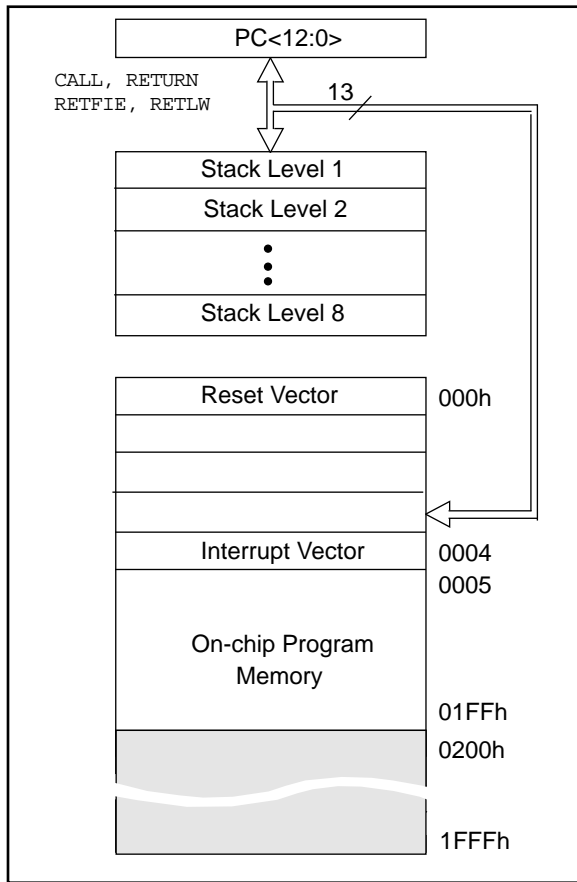 PC<12:0>
CALL, RETURN
RETFIE, RETLW
13
Stack Level 1
Stack Level 2
Stack Level 8
Reset Vector
000h
Interrupt Vector
0004
0005
On-chip Program
Memory
01FFh
0200h
1FFFh